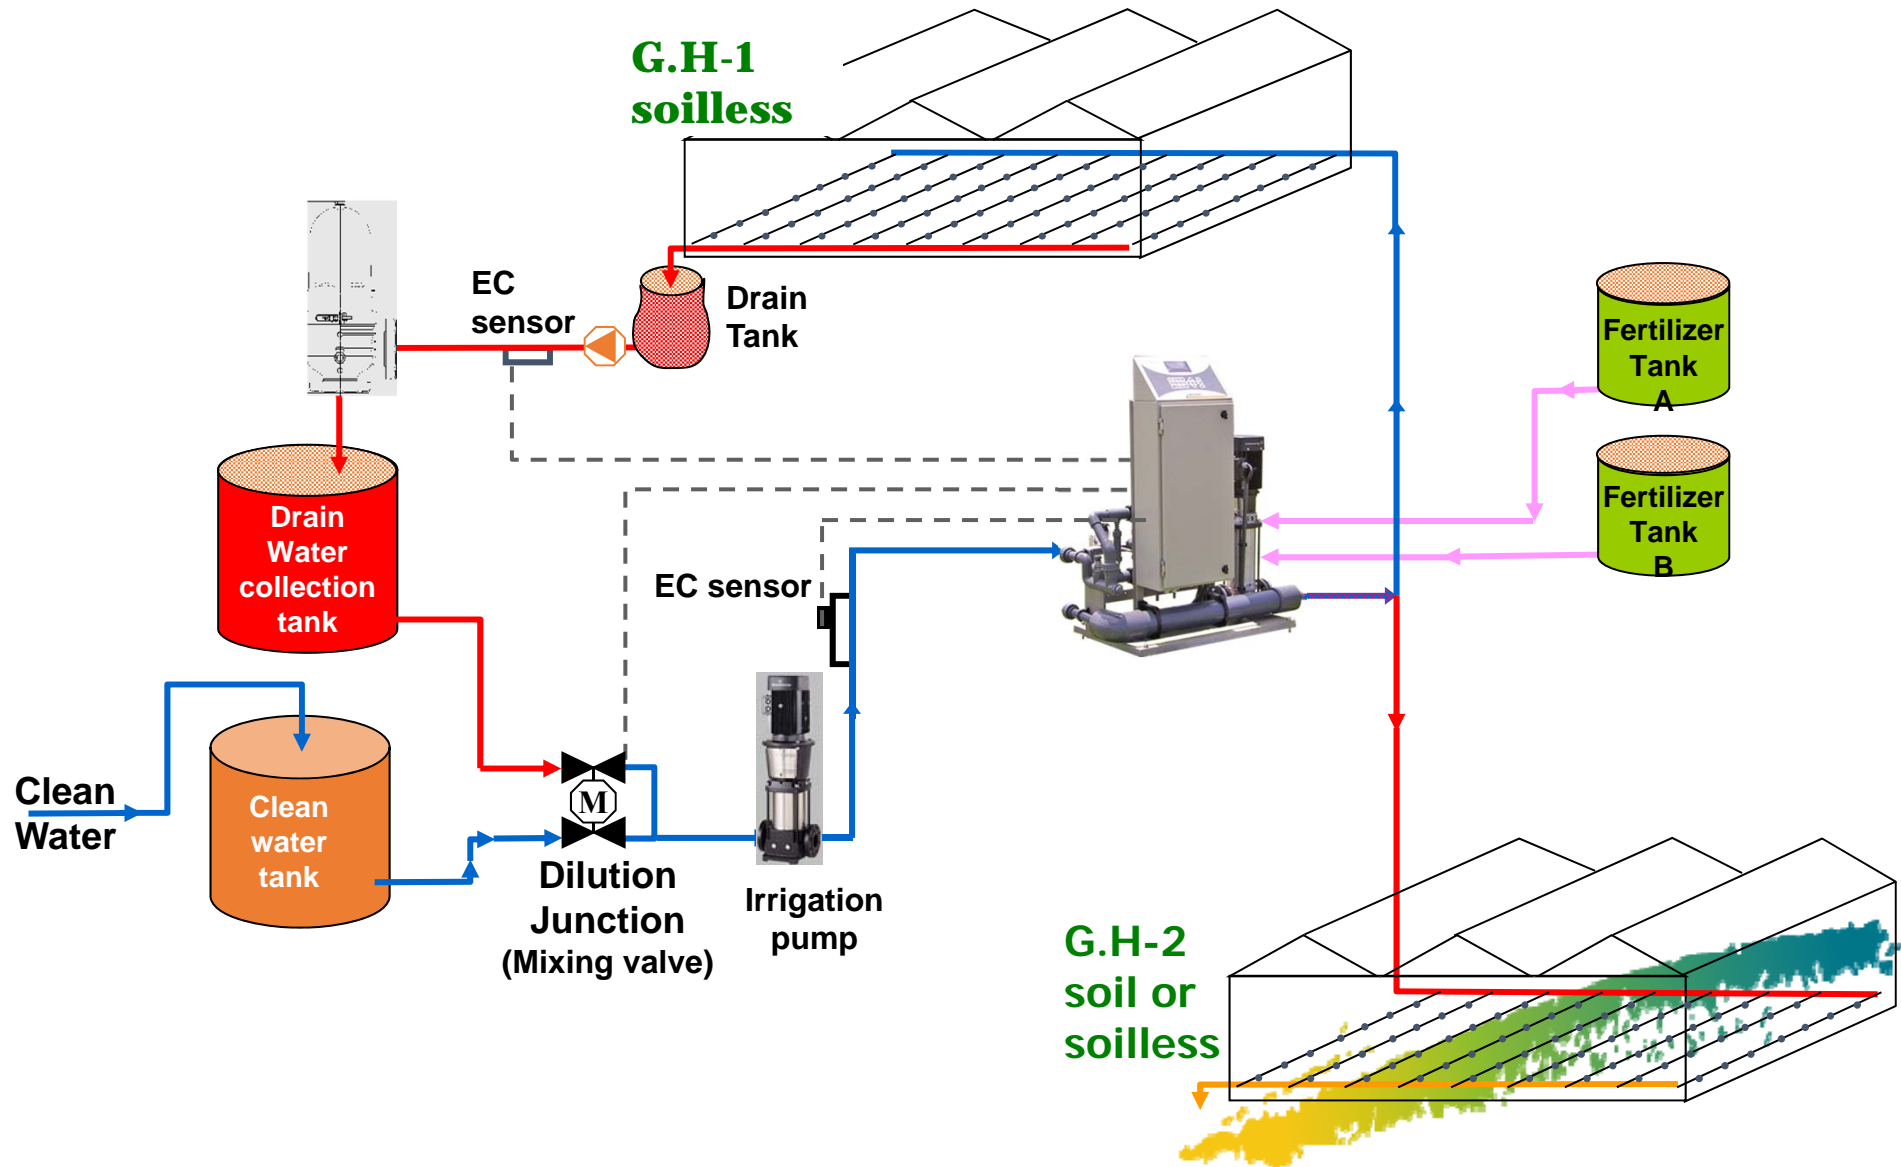 G.H-1
soilless
EC
sensor
Drain
Tank
Fertilizer
Tank
A
Fertilizer
Tank
B
Drain
Water
collection
tank
EC sensor
Clean
Water
Clean
water
tank
M
Dilution
Junction
(Mixing valve)
Irrigation
pump
G.H-2
soil or
soilless